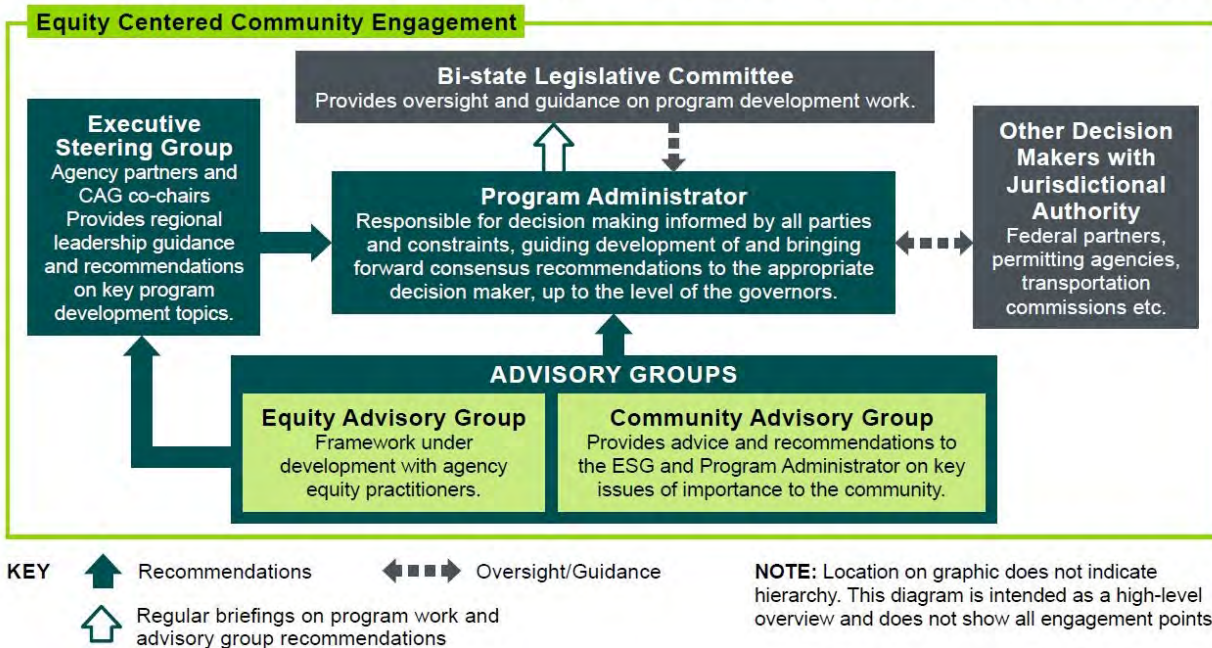 Equity Centered Community Engagement
Bi-state Legislative Committee
Provides oversight and guidance on program development work.
Executive
Steering Group
Agency partners and
CAG co-chairs
Provides regional
leadership guidance
and recommendations
on key program
development topics.
Program Administrator
Responsible for decision making informed by all parties
and constraints, guiding development of and bringing
forward consensus recommendations to the appropriate
decision maker, up to the level of the governors.
Other Decision
Makers with
Jurisdictional
Authority
Federal partners,
permitting agencies,
transportation
commissions etc.
ADVISORY GROUPS
Equity Advisory Group
Framework under
development with agency
equity practitioners.
Community Advisory Group
Provides advice and recommendations to
the ESG and Program Administrator on key
issues of importance to the community.
KEY
Recommendations
Oversight/Guidance
Regular briefings on program work and
advisory group recommendations
NOTE: Location on graphic does not indicate
hierarchy. This diagram is intended as a high-level
overview and does not show all engagement points